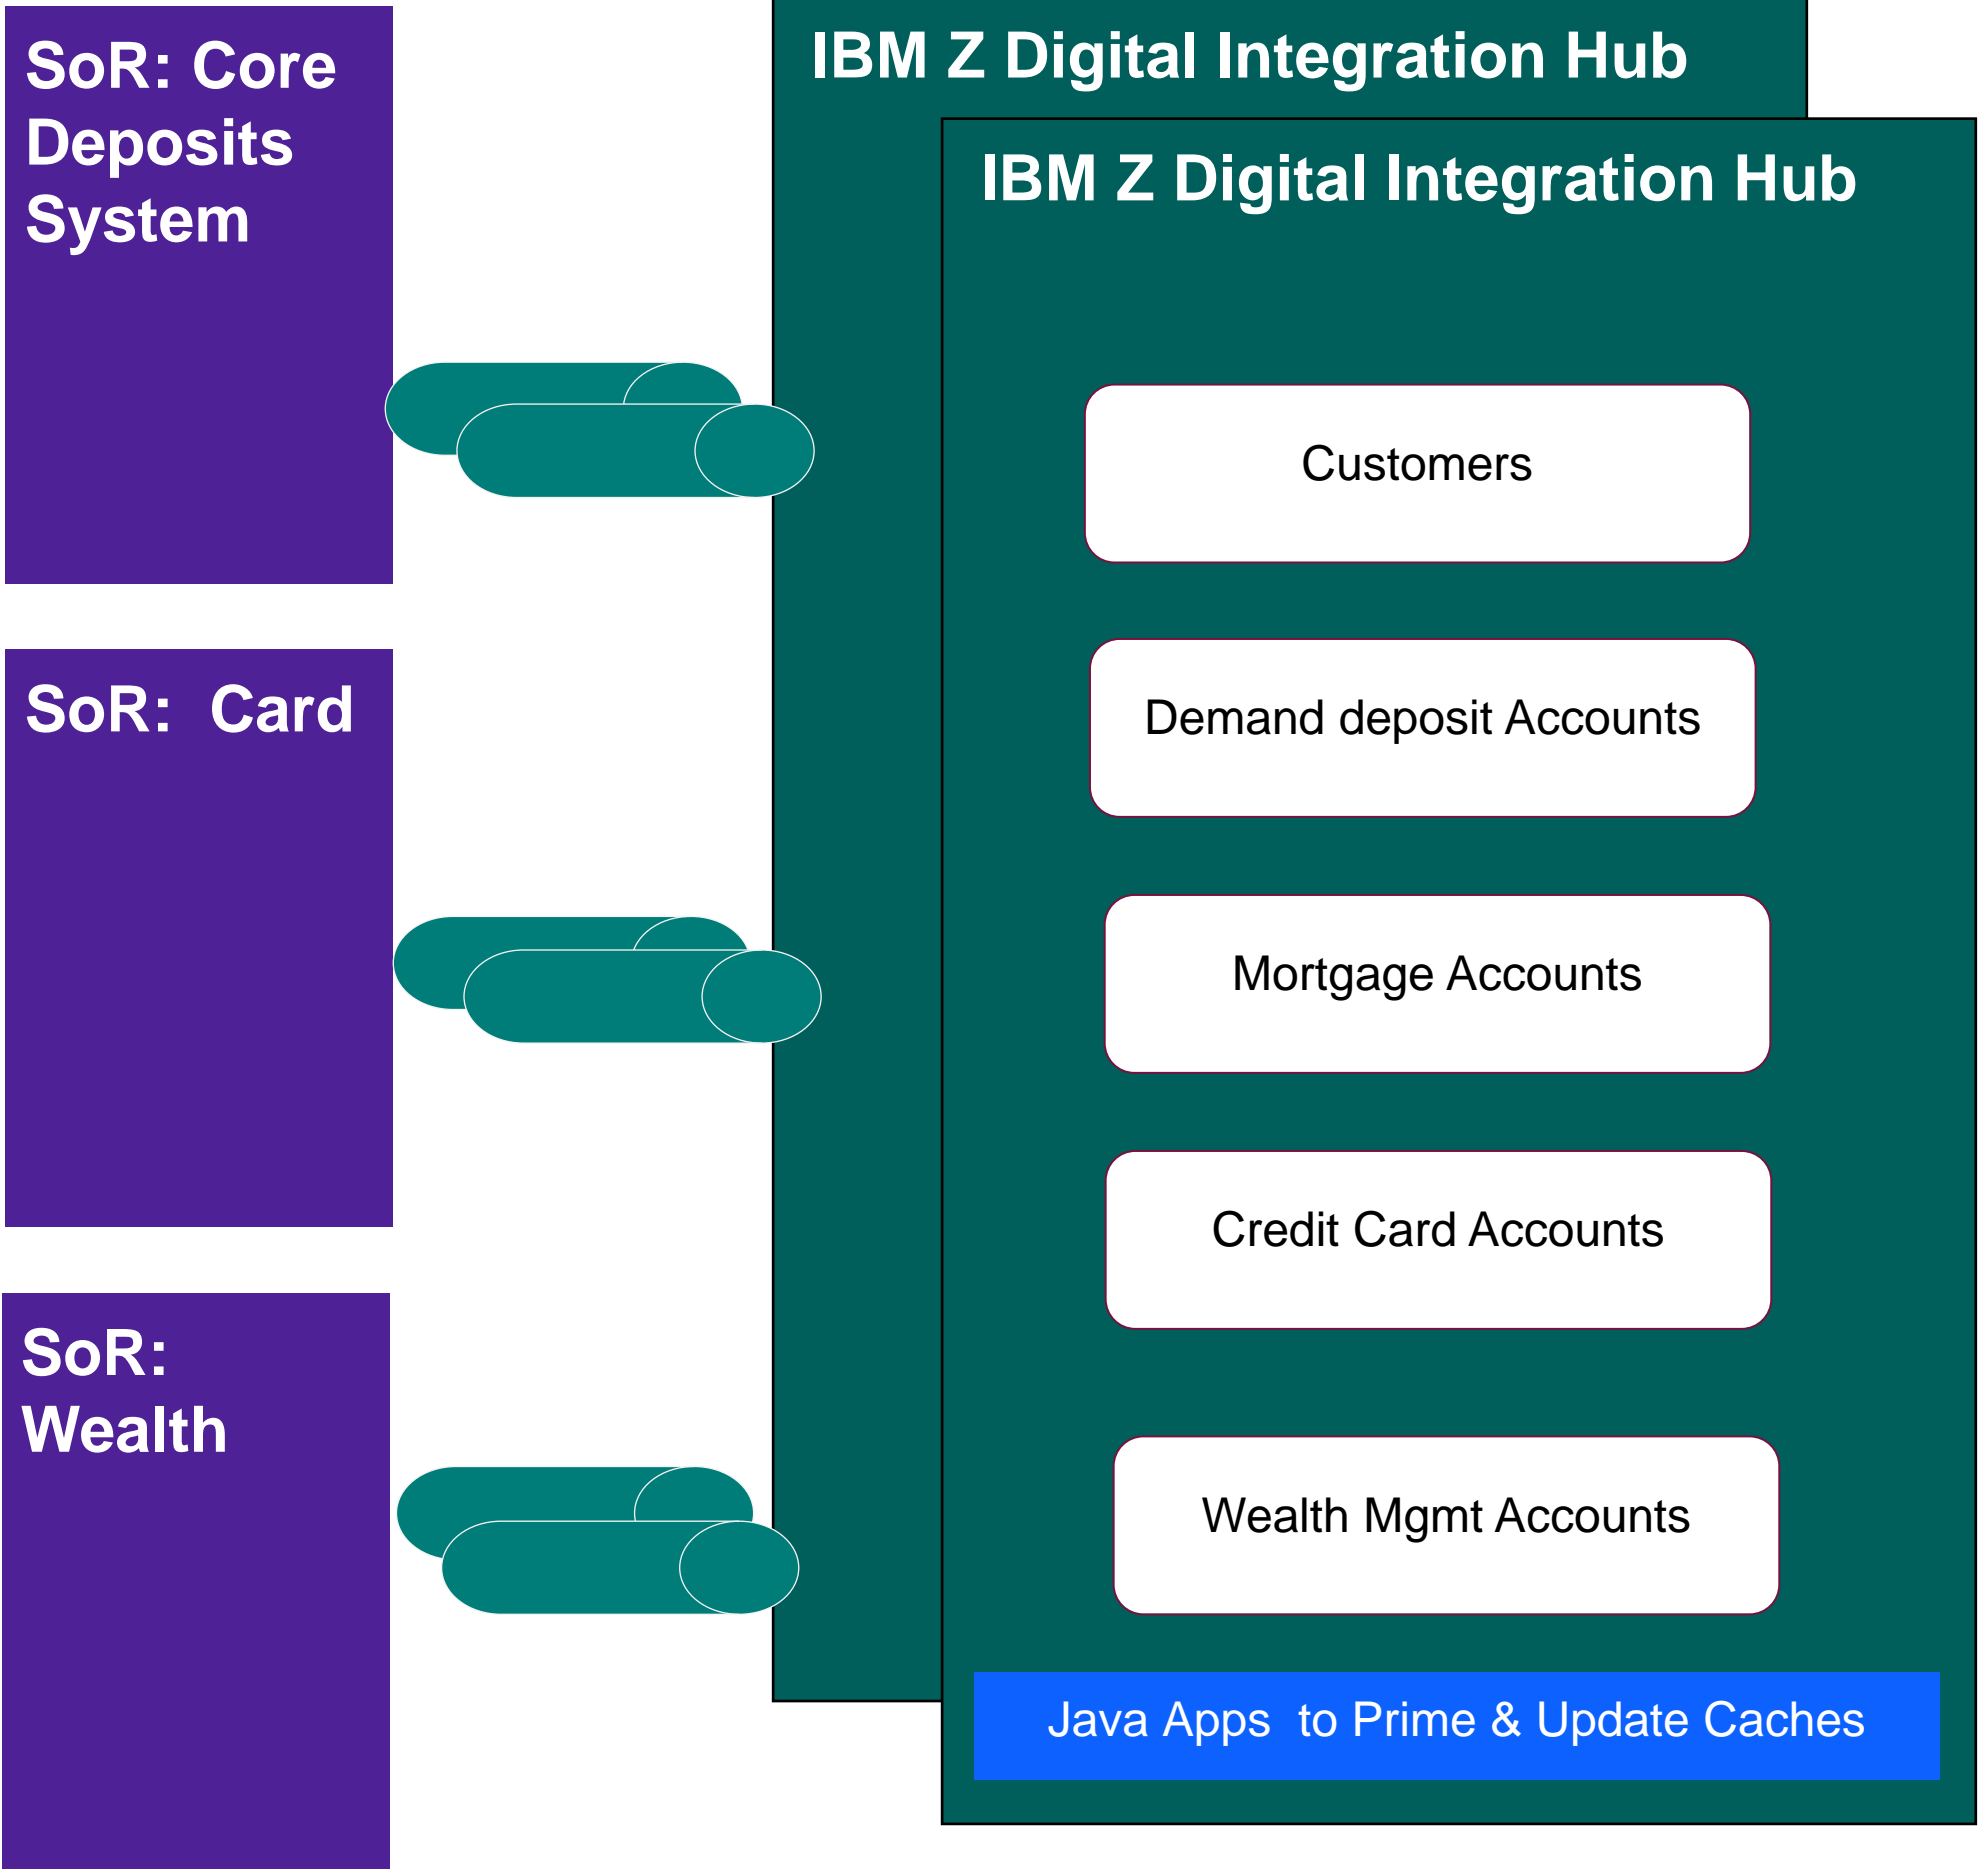 SoR: Core
Deposits
System
SoR:  Card
SoR:
Wealth
IBM Z Digital Integration Hub
IBM Z Digital Integration Hub
Customers
Demand deposit Accounts
Mortgage Accounts
Credit Card Accounts
Wealth Mgmt Accounts
Java Apps  to Prime & Update Caches